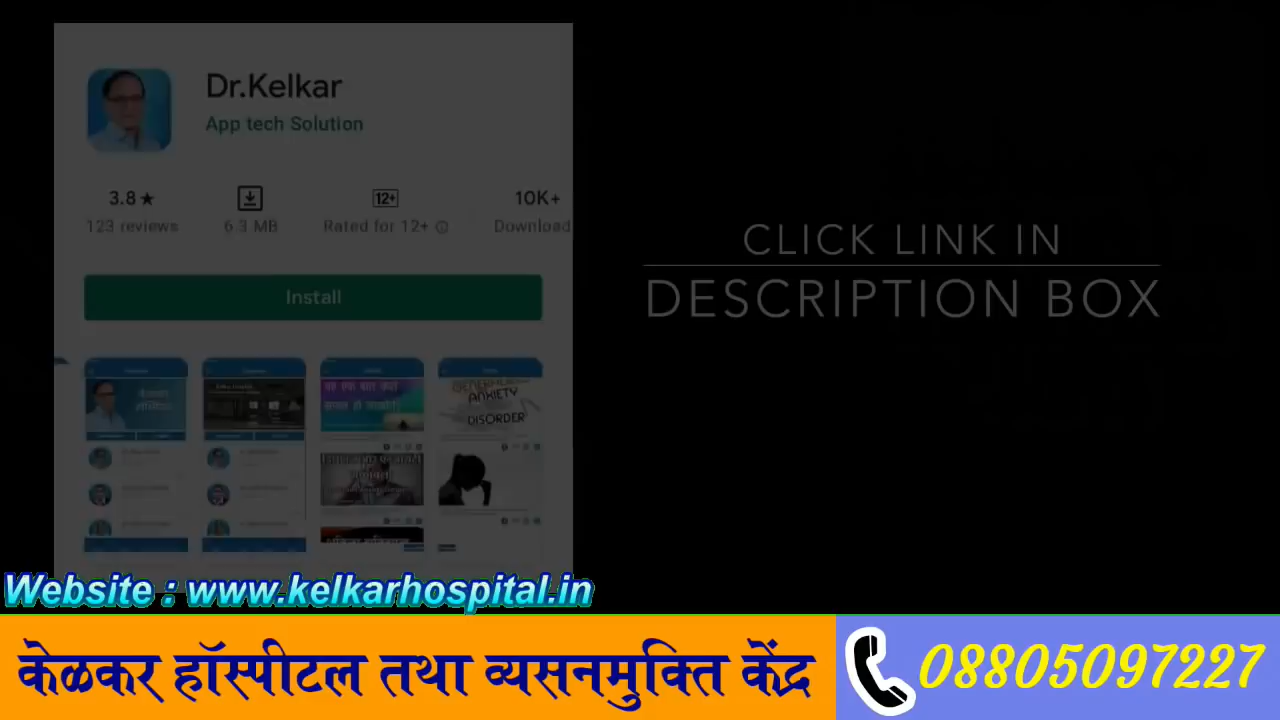 Dr.Kelkar
App tech Solution
3.8★
123 reviews
6.3 MB
12+
Rated for 12+
10K+
Download
Install
CLICK LINK IN
DESCRIPTION BOX
GENERALIZED
ANXIETY
DISORDER
Website : www.kelkarhospital.in
केळकर हॉस्पीटल तथा व्यसनमुक्ति केंद्र
08805097227